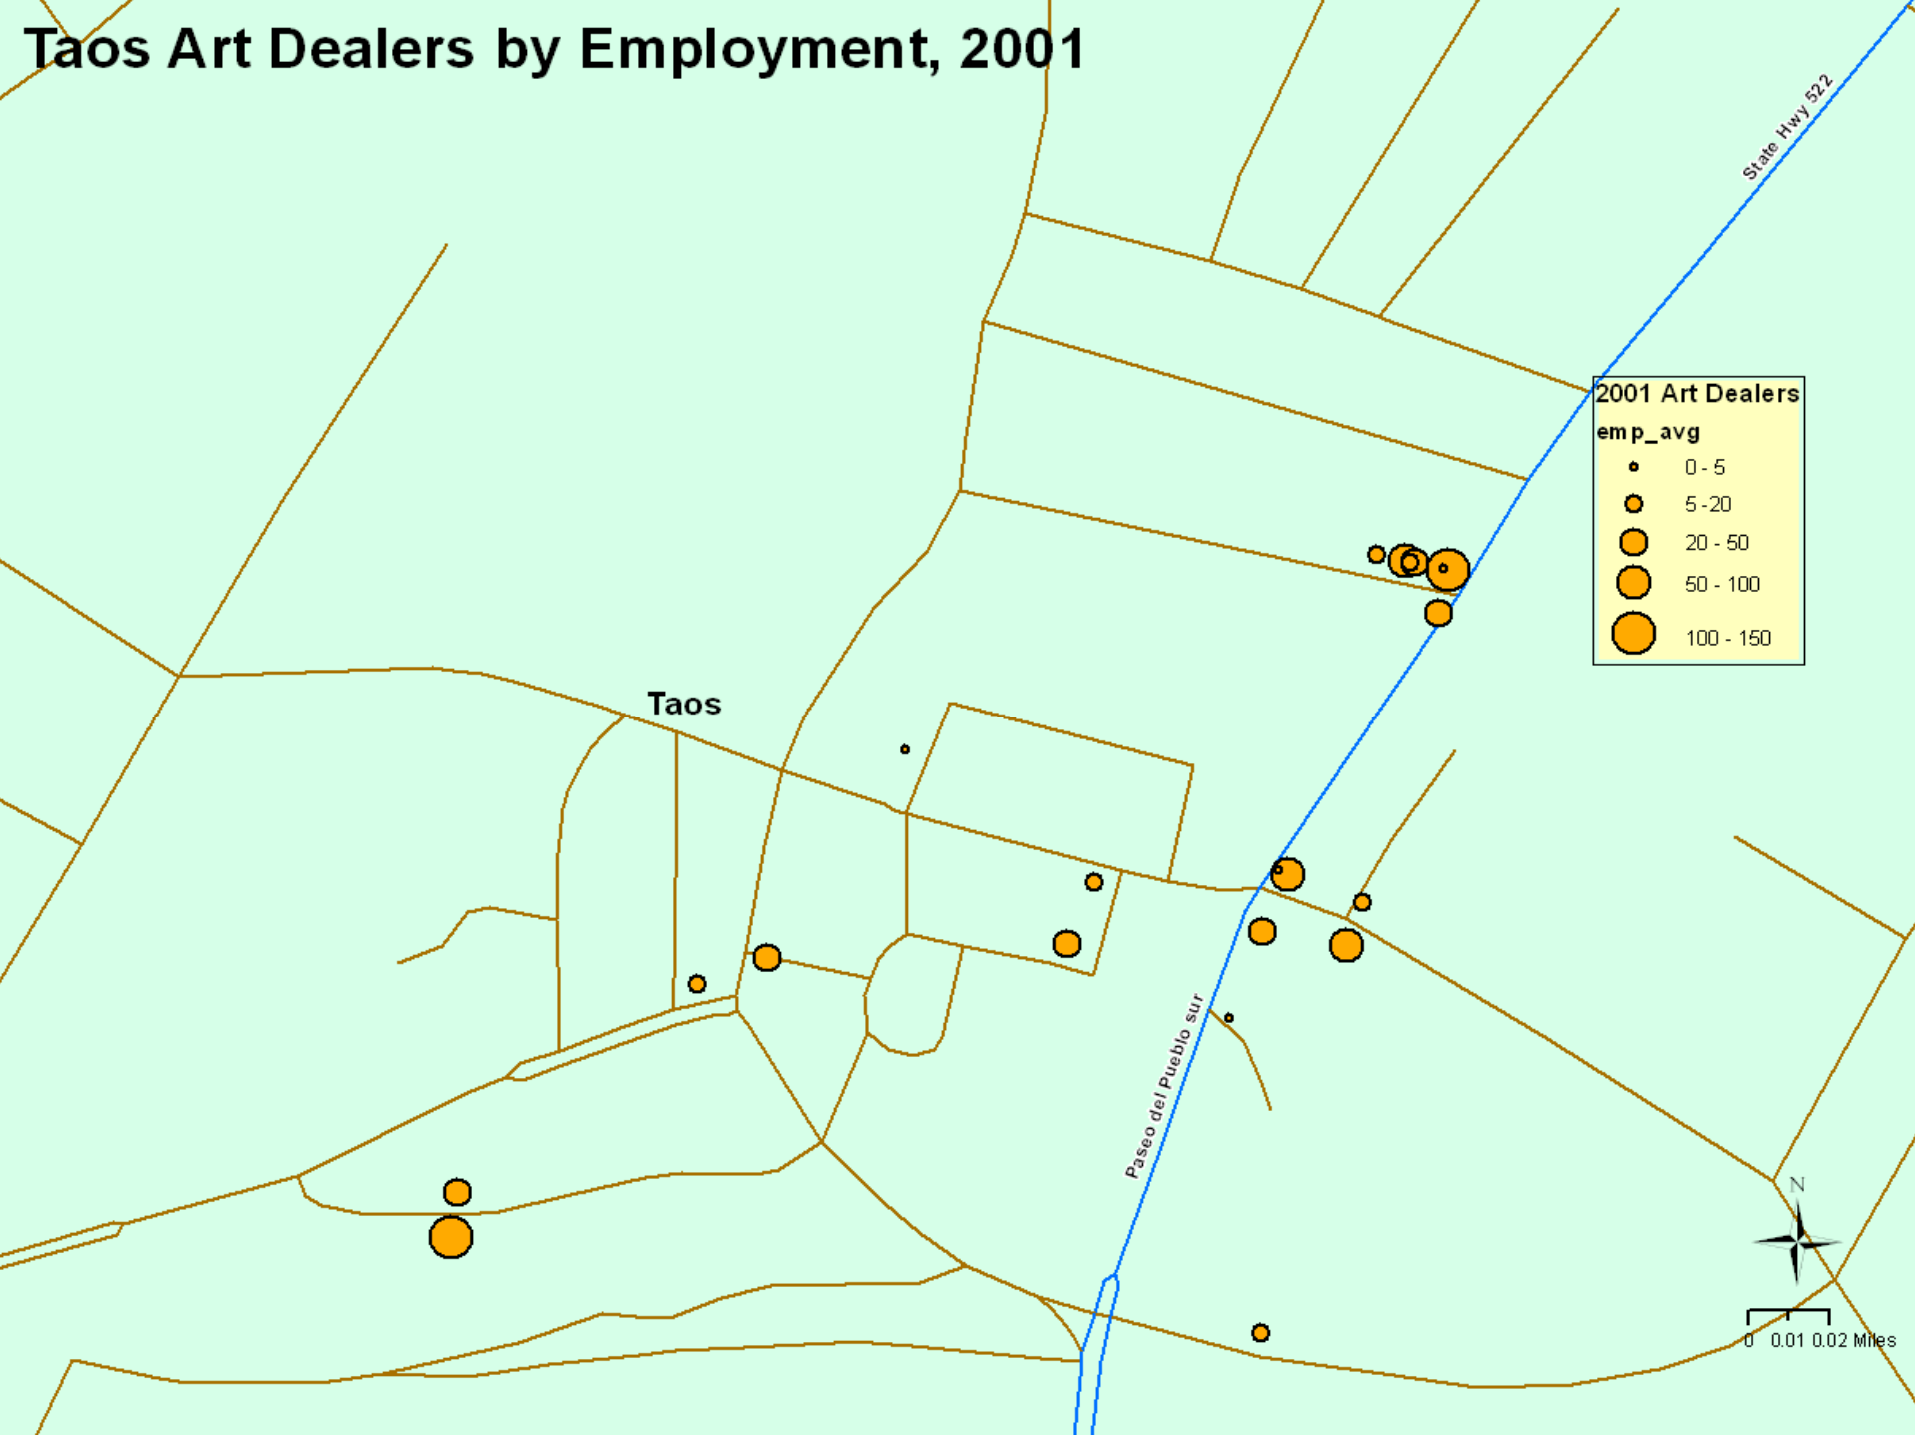 Taos Art Dealers by Employment, 2001
State Hwy 522
2001 Art Dealers
emp_avg
0 - 5
5 -20
20 - 50
50 - 100
100 - 150
Taos
Paseo del Pueblo sur
N
0 0.01 0.02 Miles